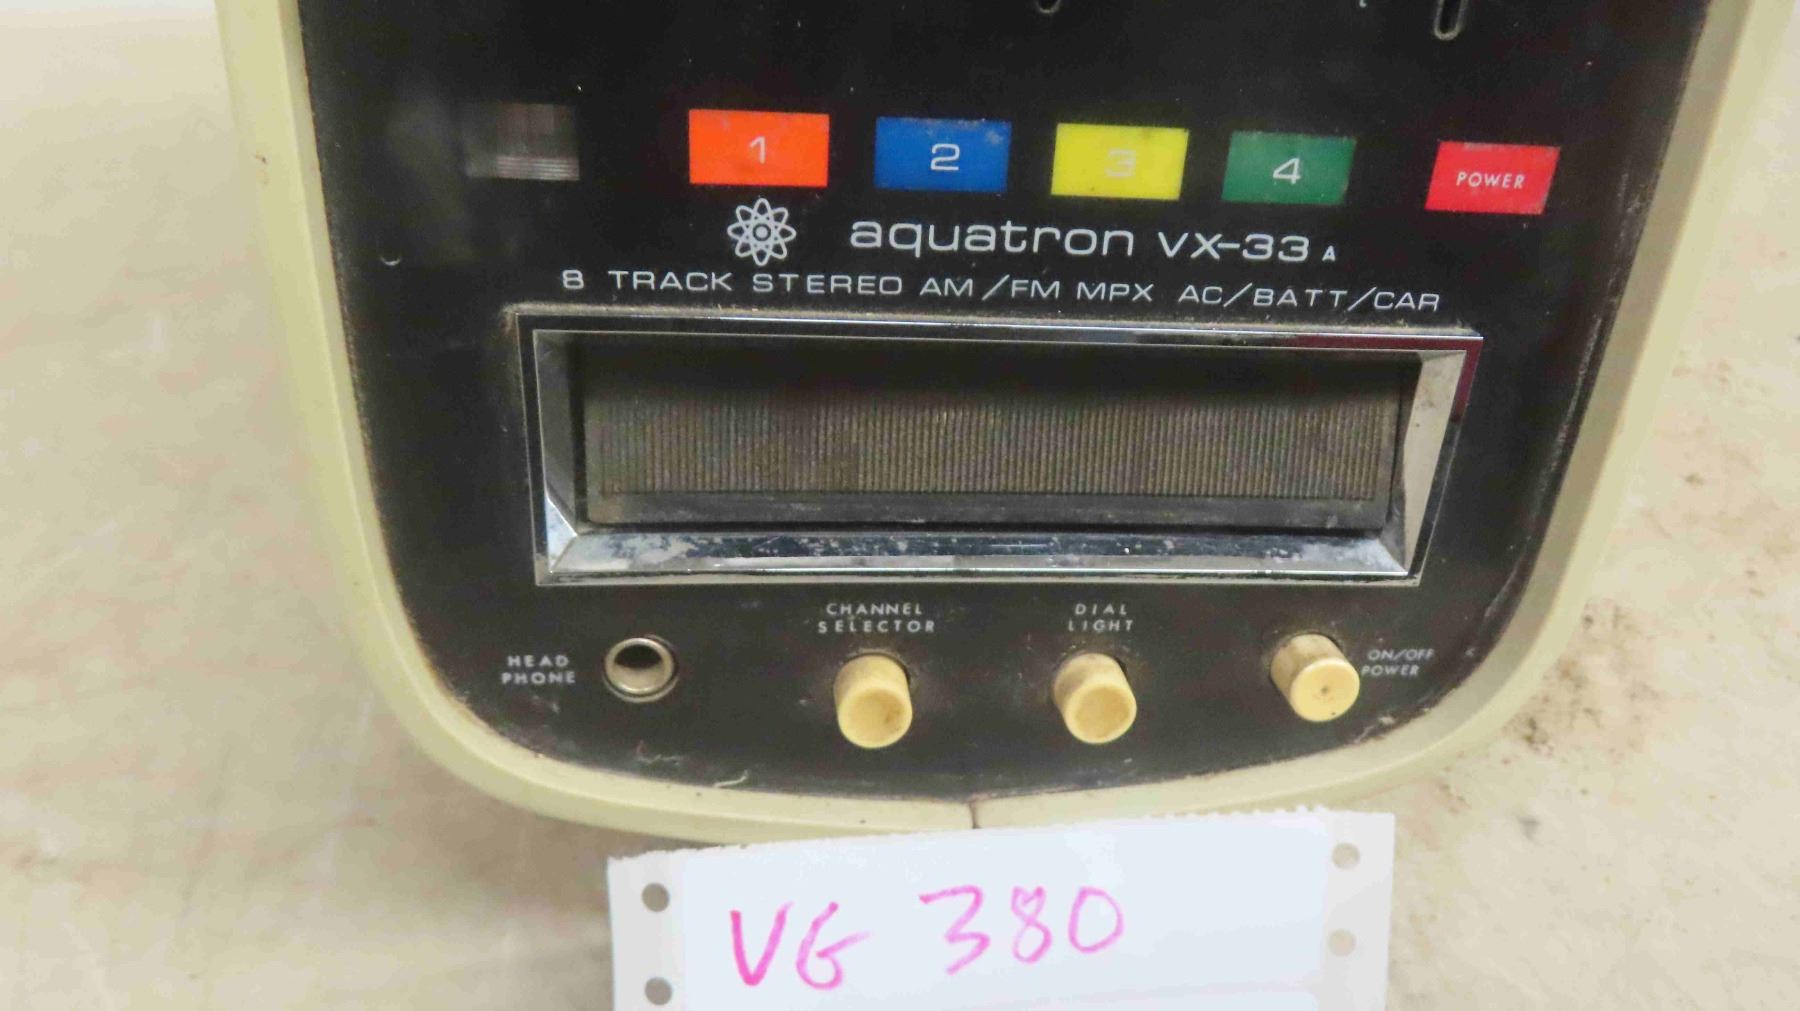 1 2 3 4 POWER
aquatron VX-33 A
8 TRACK STEREO AM/FM MPX AC/BATT/CAR
CHANNEL
SELECTOR
DIAL
LIGHT
HEAD
PHONE
ON/OFF
POWER
VG 380